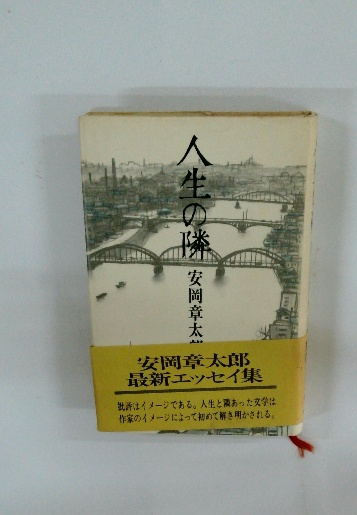 人生の隣
安岡章太郎
安岡章太郎
最新エッセイ集
批評はイメージである。人生と隣あった文学は
作家のイメージによって初めて解き明かされる。